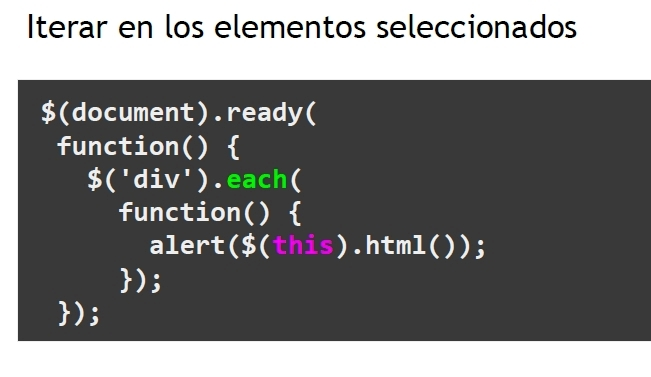 Iterar en los elementos seleccionados
$(document).ready(
function() {
$('div').each(
function() {
alert($(this).html());
});
});